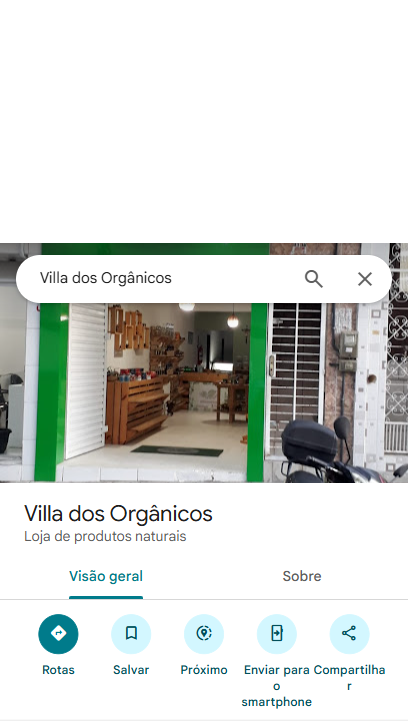 Villa dos Orgânicos
Villa dos Orgânicos
Loja de produtos naturais
Visão geral
Sobre
Rotas
Salvar
Próximo
Enviar para
o
smartphone
Compartilha
r